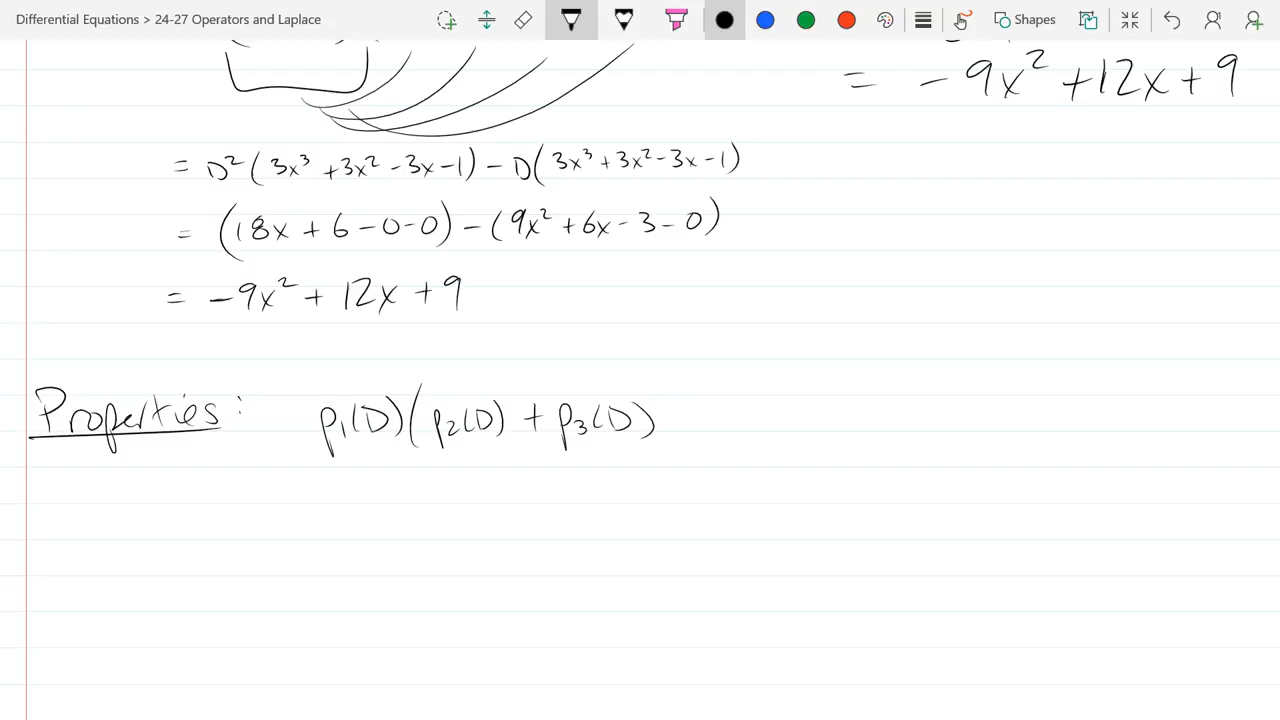 Differential Equations > 24-27 Operators and Laplace
Shapes
= - 9x² + 12x + 9
= D² (3x³ + 3x² - 3x - 1) - D(3x³ + 3x² - 3x - 1)
= (18x + 6 - 0 - 0) - (9x² + 6x - 3 - 0)
= - 9x² + 12x + 9
Properties: p₁(D)(p₂(D) + p₃(D)